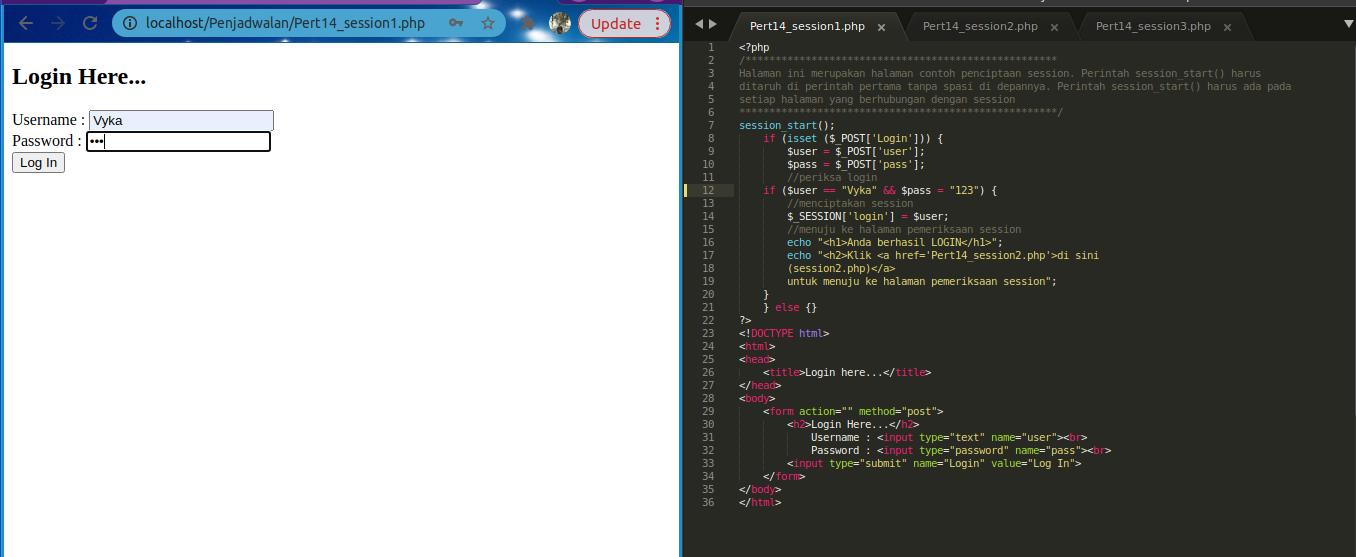 localhost/Penjadwalan/Pert14_session1.php
Update
Login Here...
Username : Vyka
Password : •••
Log In
Pert14_session1.php × Pert14_session2.php × Pert14_session3.php ×
1 <?php
2 /****************************************************
3 Halaman ini merupakan halaman contoh penciptaan session. Perintah session_start() harus
4 ditaruh di perintah pertama tanpa spasi di depannya. Perintah session_start() harus ada pada
5 setiap halaman yang berhubungan dengan session
6 *****************************************************/
7 session_start();
8 if (isset ($_POST['Login'])) {
9 $user = $_POST['user'];
10 $pass = $_POST['pass'];
11 //periksa login
12 if ($user == "Vyka" && $pass = "123") {
13 //menciptakan session
14 $_SESSION['login'] = $user;
15 //menuju ke halaman pemeriksaan session
16 echo "<h1>Anda berhasil LOGIN</h1>";
17 echo "<h2>Klik <a href='Pert14_session2.php'>di sini
18 (session2.php)</a>
19 untuk menuju ke halaman pemeriksaan session";
20 }
21 } else {}
22 ?>
23 <!DOCTYPE html>
24 <html>
25 <head>
26 <title>Login here...</title>
27 </head>
28 <body>
29 <form action="" method="post">
30 <h2>Login Here...</h2>
31 Username : <input type="text" name="user"><br>
32 Password : <input type="password" name="pass"><br>
33 <input type="submit" name="Login" value="Log In">
34 </form>
35 </body>
36 </html>